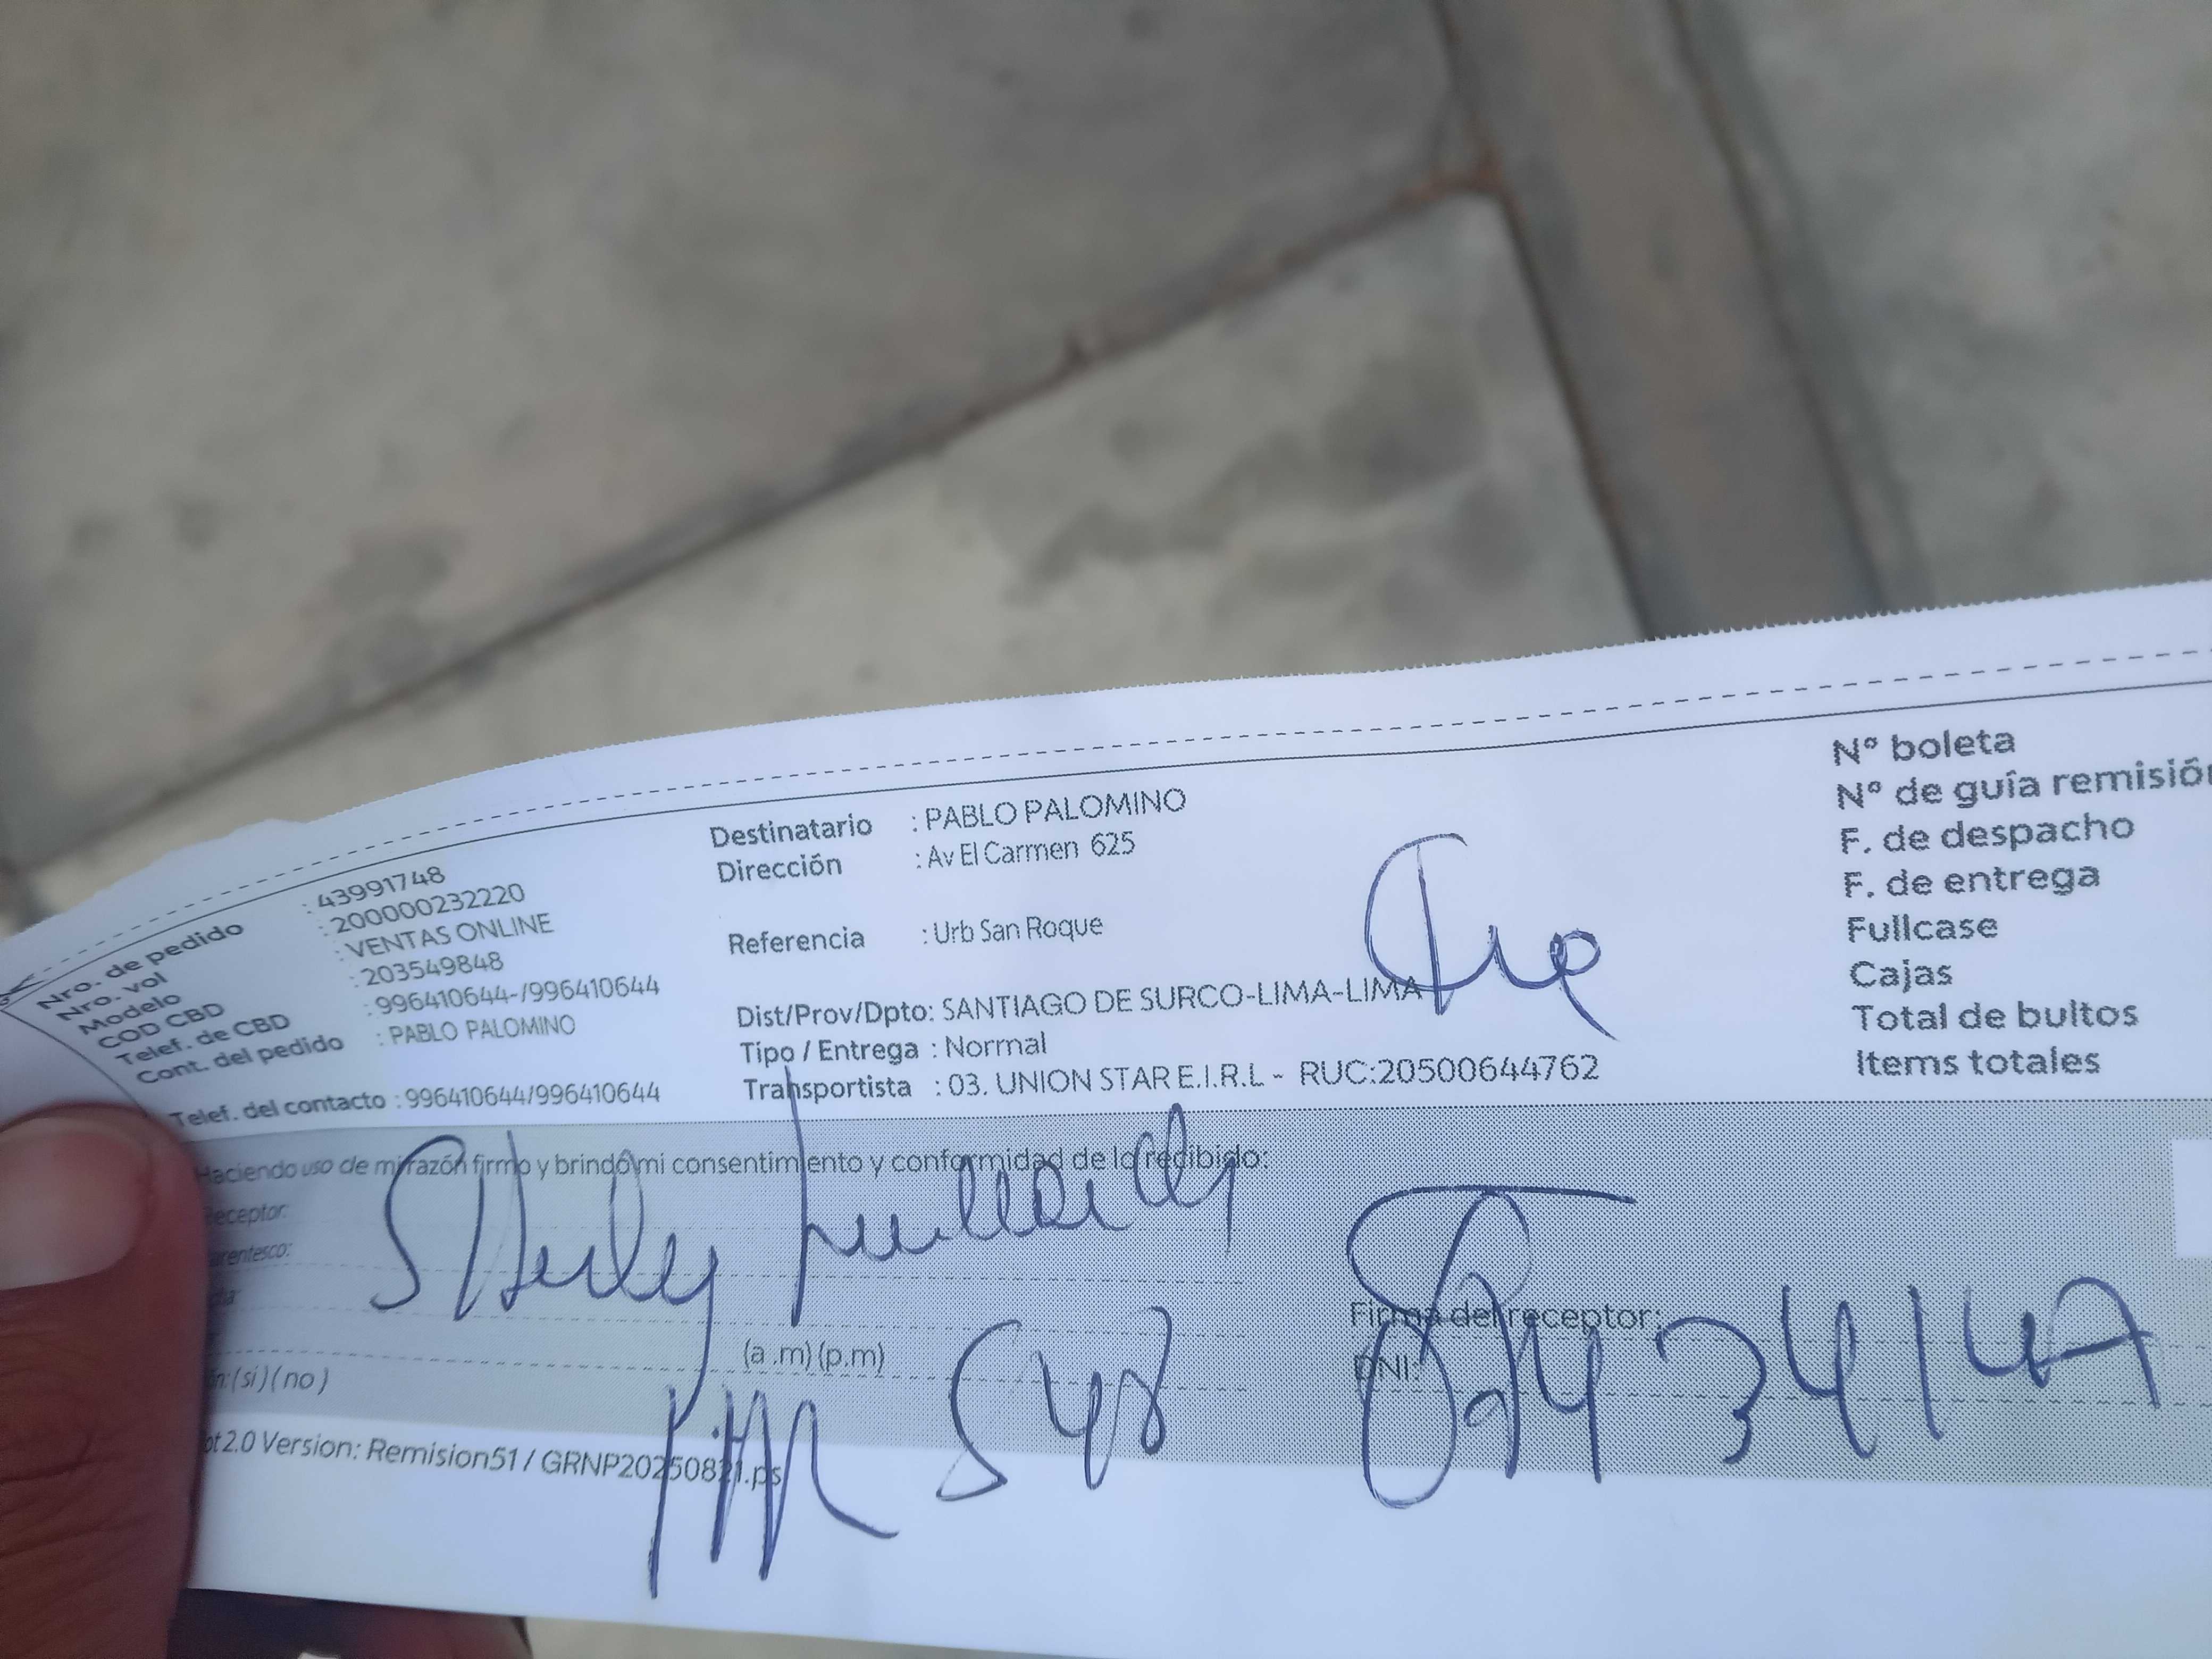 Nro. de pedido : 43991748
Nro. vol : 200000232220
Modelo : VENTAS ONLINE
COD CBD : 203549848
Telef. de CBD : 996410644-/996410644
Cont. del pedido : PABLO PALOMINO
Telef. del contacto : 996410644/996410644
Destinatario : PABLO PALOMINO
Dirección : Av El Carmen 625
Referencia : Urb San Roque
Dist/Prov/Dpto: SANTIAGO DE SURCO-LIMA-LIMA
Tipo / Entrega : Normal
Transportista : 03. UNION STAR E.I.R.L - RUC:20500644762
N° boleta
N° de guía remisión
F. de despacho
F. de entrega
Fullcase
Cajas
Total de bultos
Items totales
Haciendo uso de mi razón firmo y brindo mi consentimiento y conformidad de lo recibido:
Receptor:
arentesco:
(a .m) (p.m)
(si) (no)
Firma del receptor:
DNI:
2.0 Version: Remision51 / GRNP20250821.ps